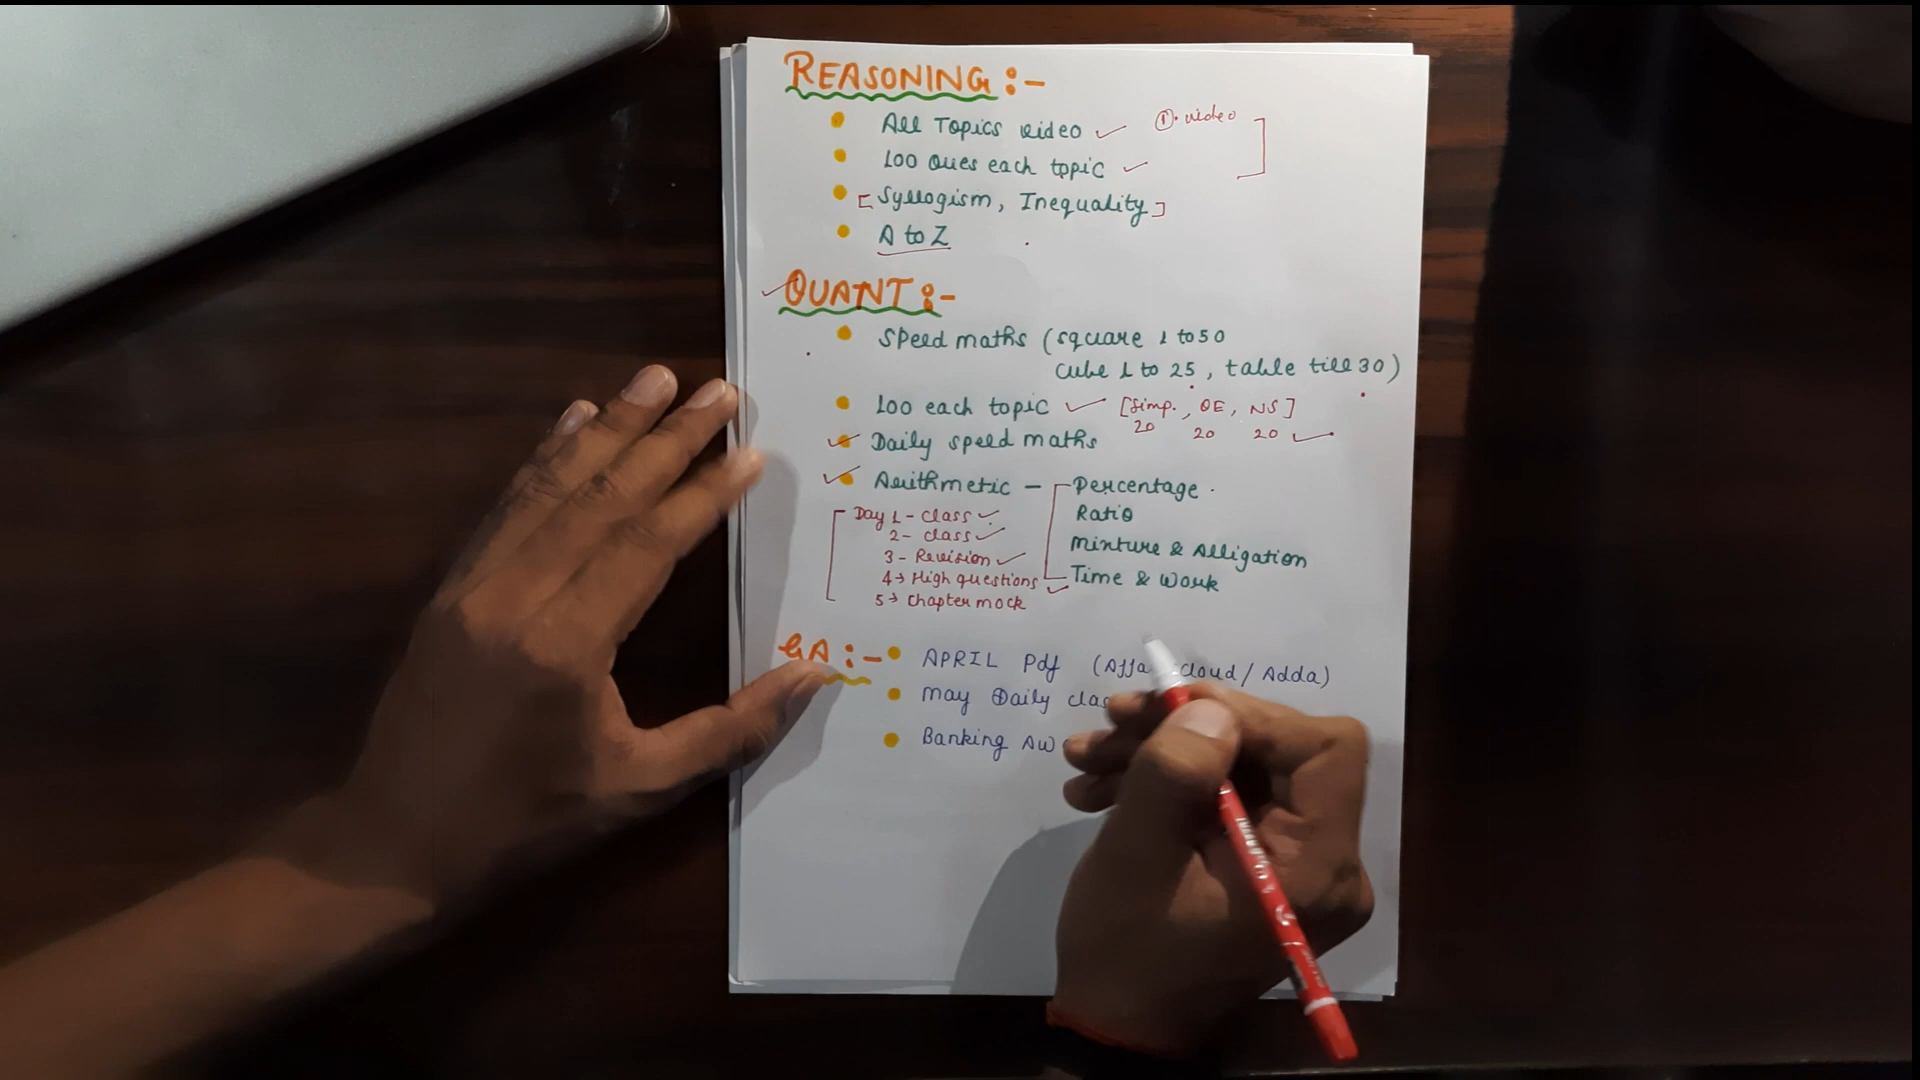 REASONING :-
All Topics video ①. video
100 Ques each topic
[ Syllogism, Inequality ]
A to Z
QUANT :-
Speed maths (square 1 to 50
cube 1 to 25, table till 30)
100 each topic [Simp., QE, NS]
20 20 20
Daily speed maths
Arithmetic - Percentage
Ratio
Mixture & Alligation
Time & Work
Day 1 - class
2 - class
3 - Revision
4 → High questions
5 → Chapter mock
GA :- APRIL Pdf ( cloud / Adda)
May Daily
Banking